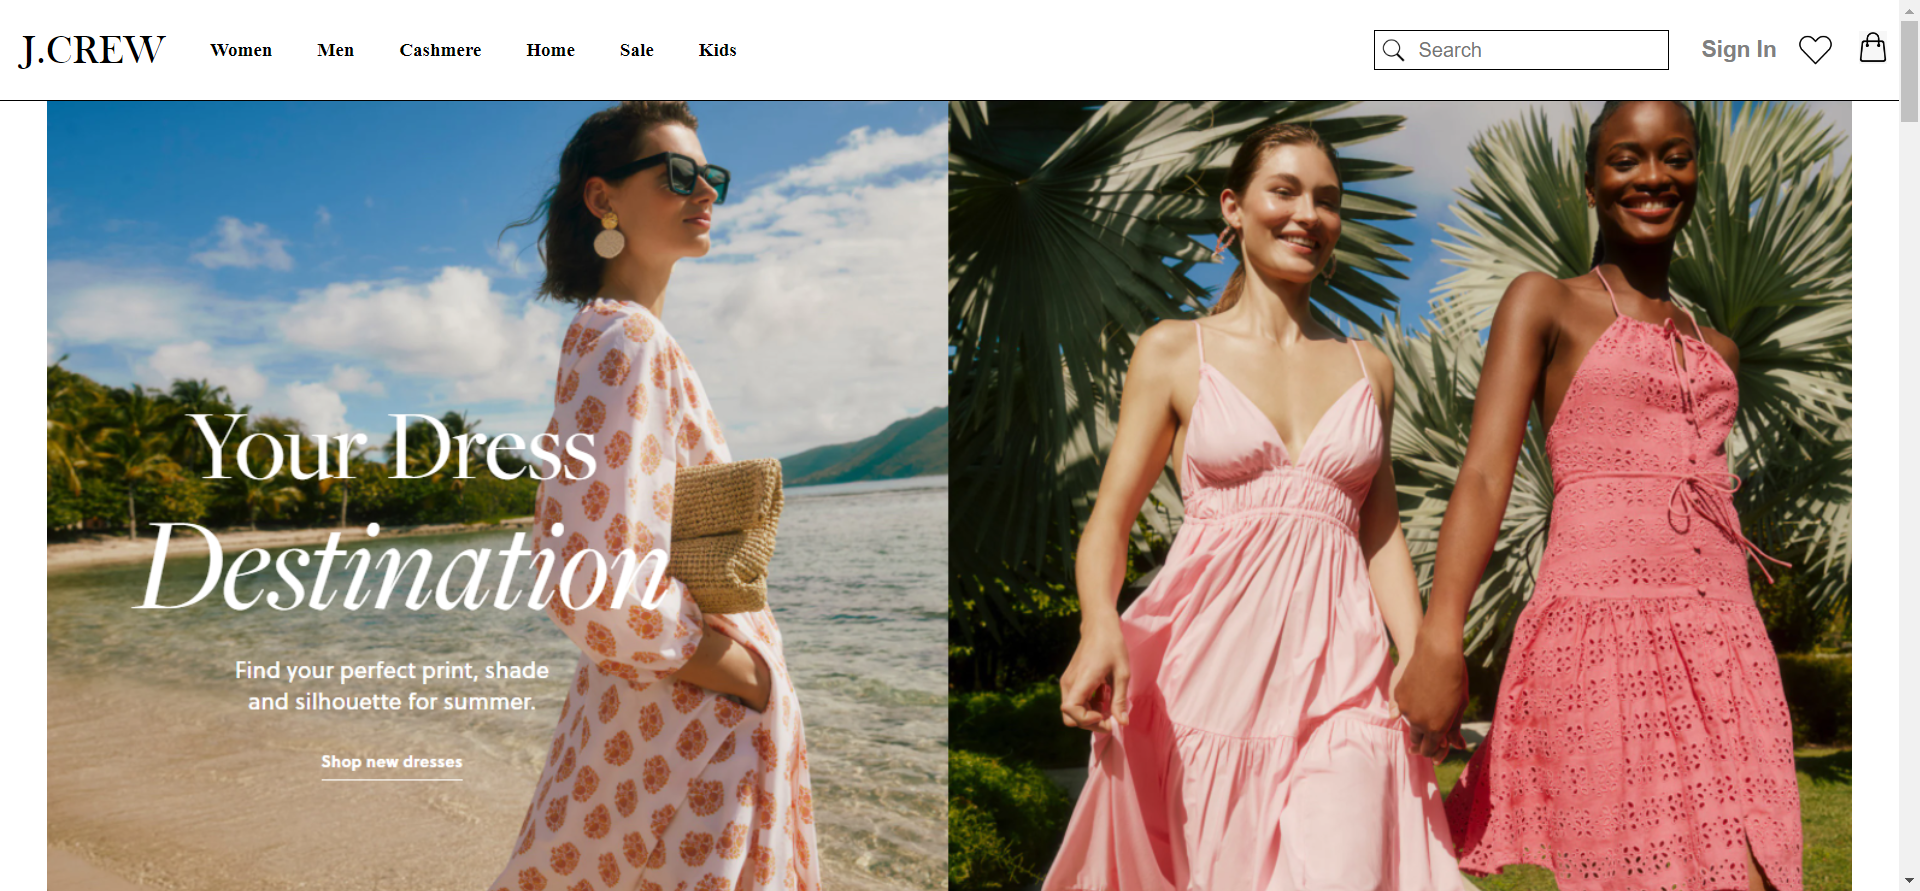 J.CREW
Women
Men
Cashmere
Home
Sale
Kids
Search
Sign In
Your Dress
Destination
Find your perfect print, shade
and silhouette for summer.
Shop new dresses